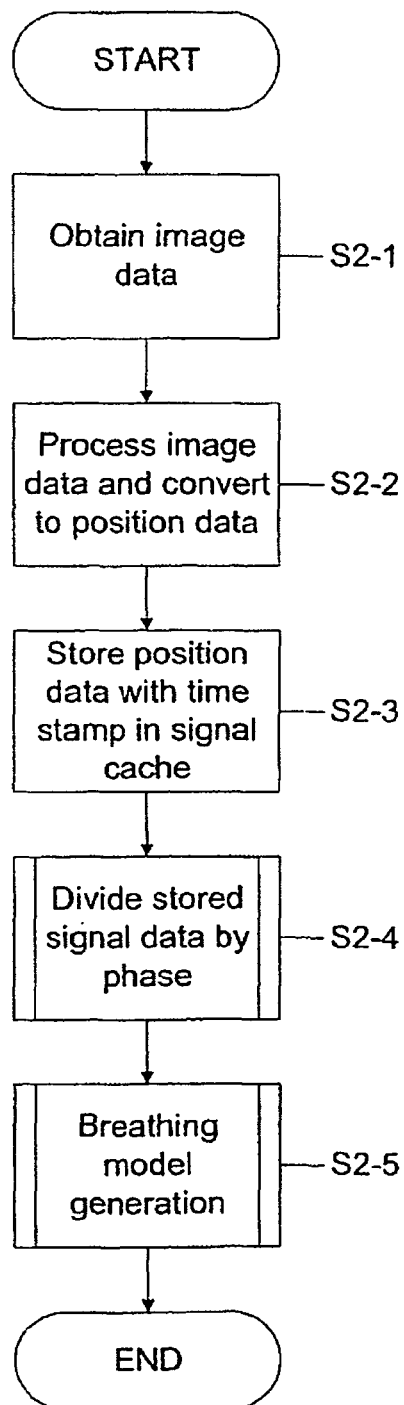 START
Obtain image
data
S2-1
Process image
data and convert
to position data
S2-2
Store position
data with time
stamp in signal
cache
S2-3
Divide stored
signal data by
phase
S2-4
Breathing
model
generation
S2-5
END